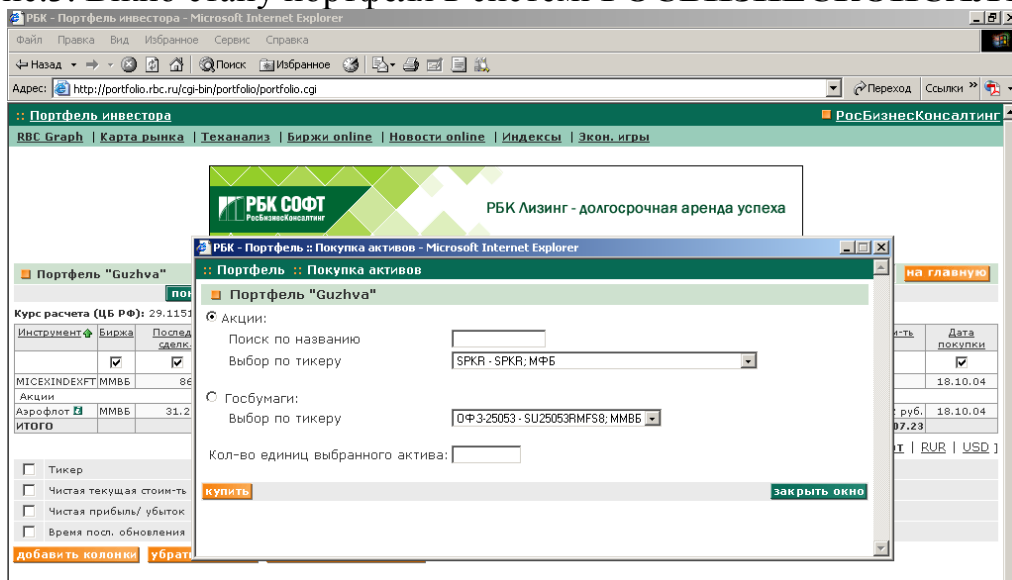 РБК - Портфель инвестора - Microsoft Internet Explorer
Файл Правка Вид Избранное Сервис Справка
Назад Поиск Избранное
Адрес: http://portfolio.rbc.ru/cgi-bin/portfolio/portfolio.cgi Переход Ссылки »
:: Портфель инвестора РосБизнесКонсалтинг
RBC Graph | Карта рынка | Теханализ | Биржи online | Новости online | Индексы | Экон. игры
РБК СОФТ
РосБизнесКонсалтинг
РБК Лизинг - долгосрочная аренда успеха
РБК - Портфель :: Покупка активов - Microsoft Internet Explorer
:: Портфель :: Покупка активов
Портфель "Guzhva" на главную
Портфель "Guzhva"
Курс расчета (ЦБ РФ): 29.1151
Акции:
Инструмент Биржа Дата покупки
Поиск по названию
Выбор по тикеру SPKR - SPKR; МФБ
MICEXINDEXFT ММВБ 18.10.04
Акции
Госбумаги:
Аэрофлот ММВБ 31.2 руб. 18.10.04
Выбор по тикеру ОФЗ-25053 - SU25053RMFS8; ММВБ
ИТОГО 07.23
RUR | USD ]
Кол-во единиц выбранного актива:
Тикер
Чистая текущая стоим-ть
купить закрыть окно
Чистая прибыль/ убыток
Время посл. обновления
добавить колонки